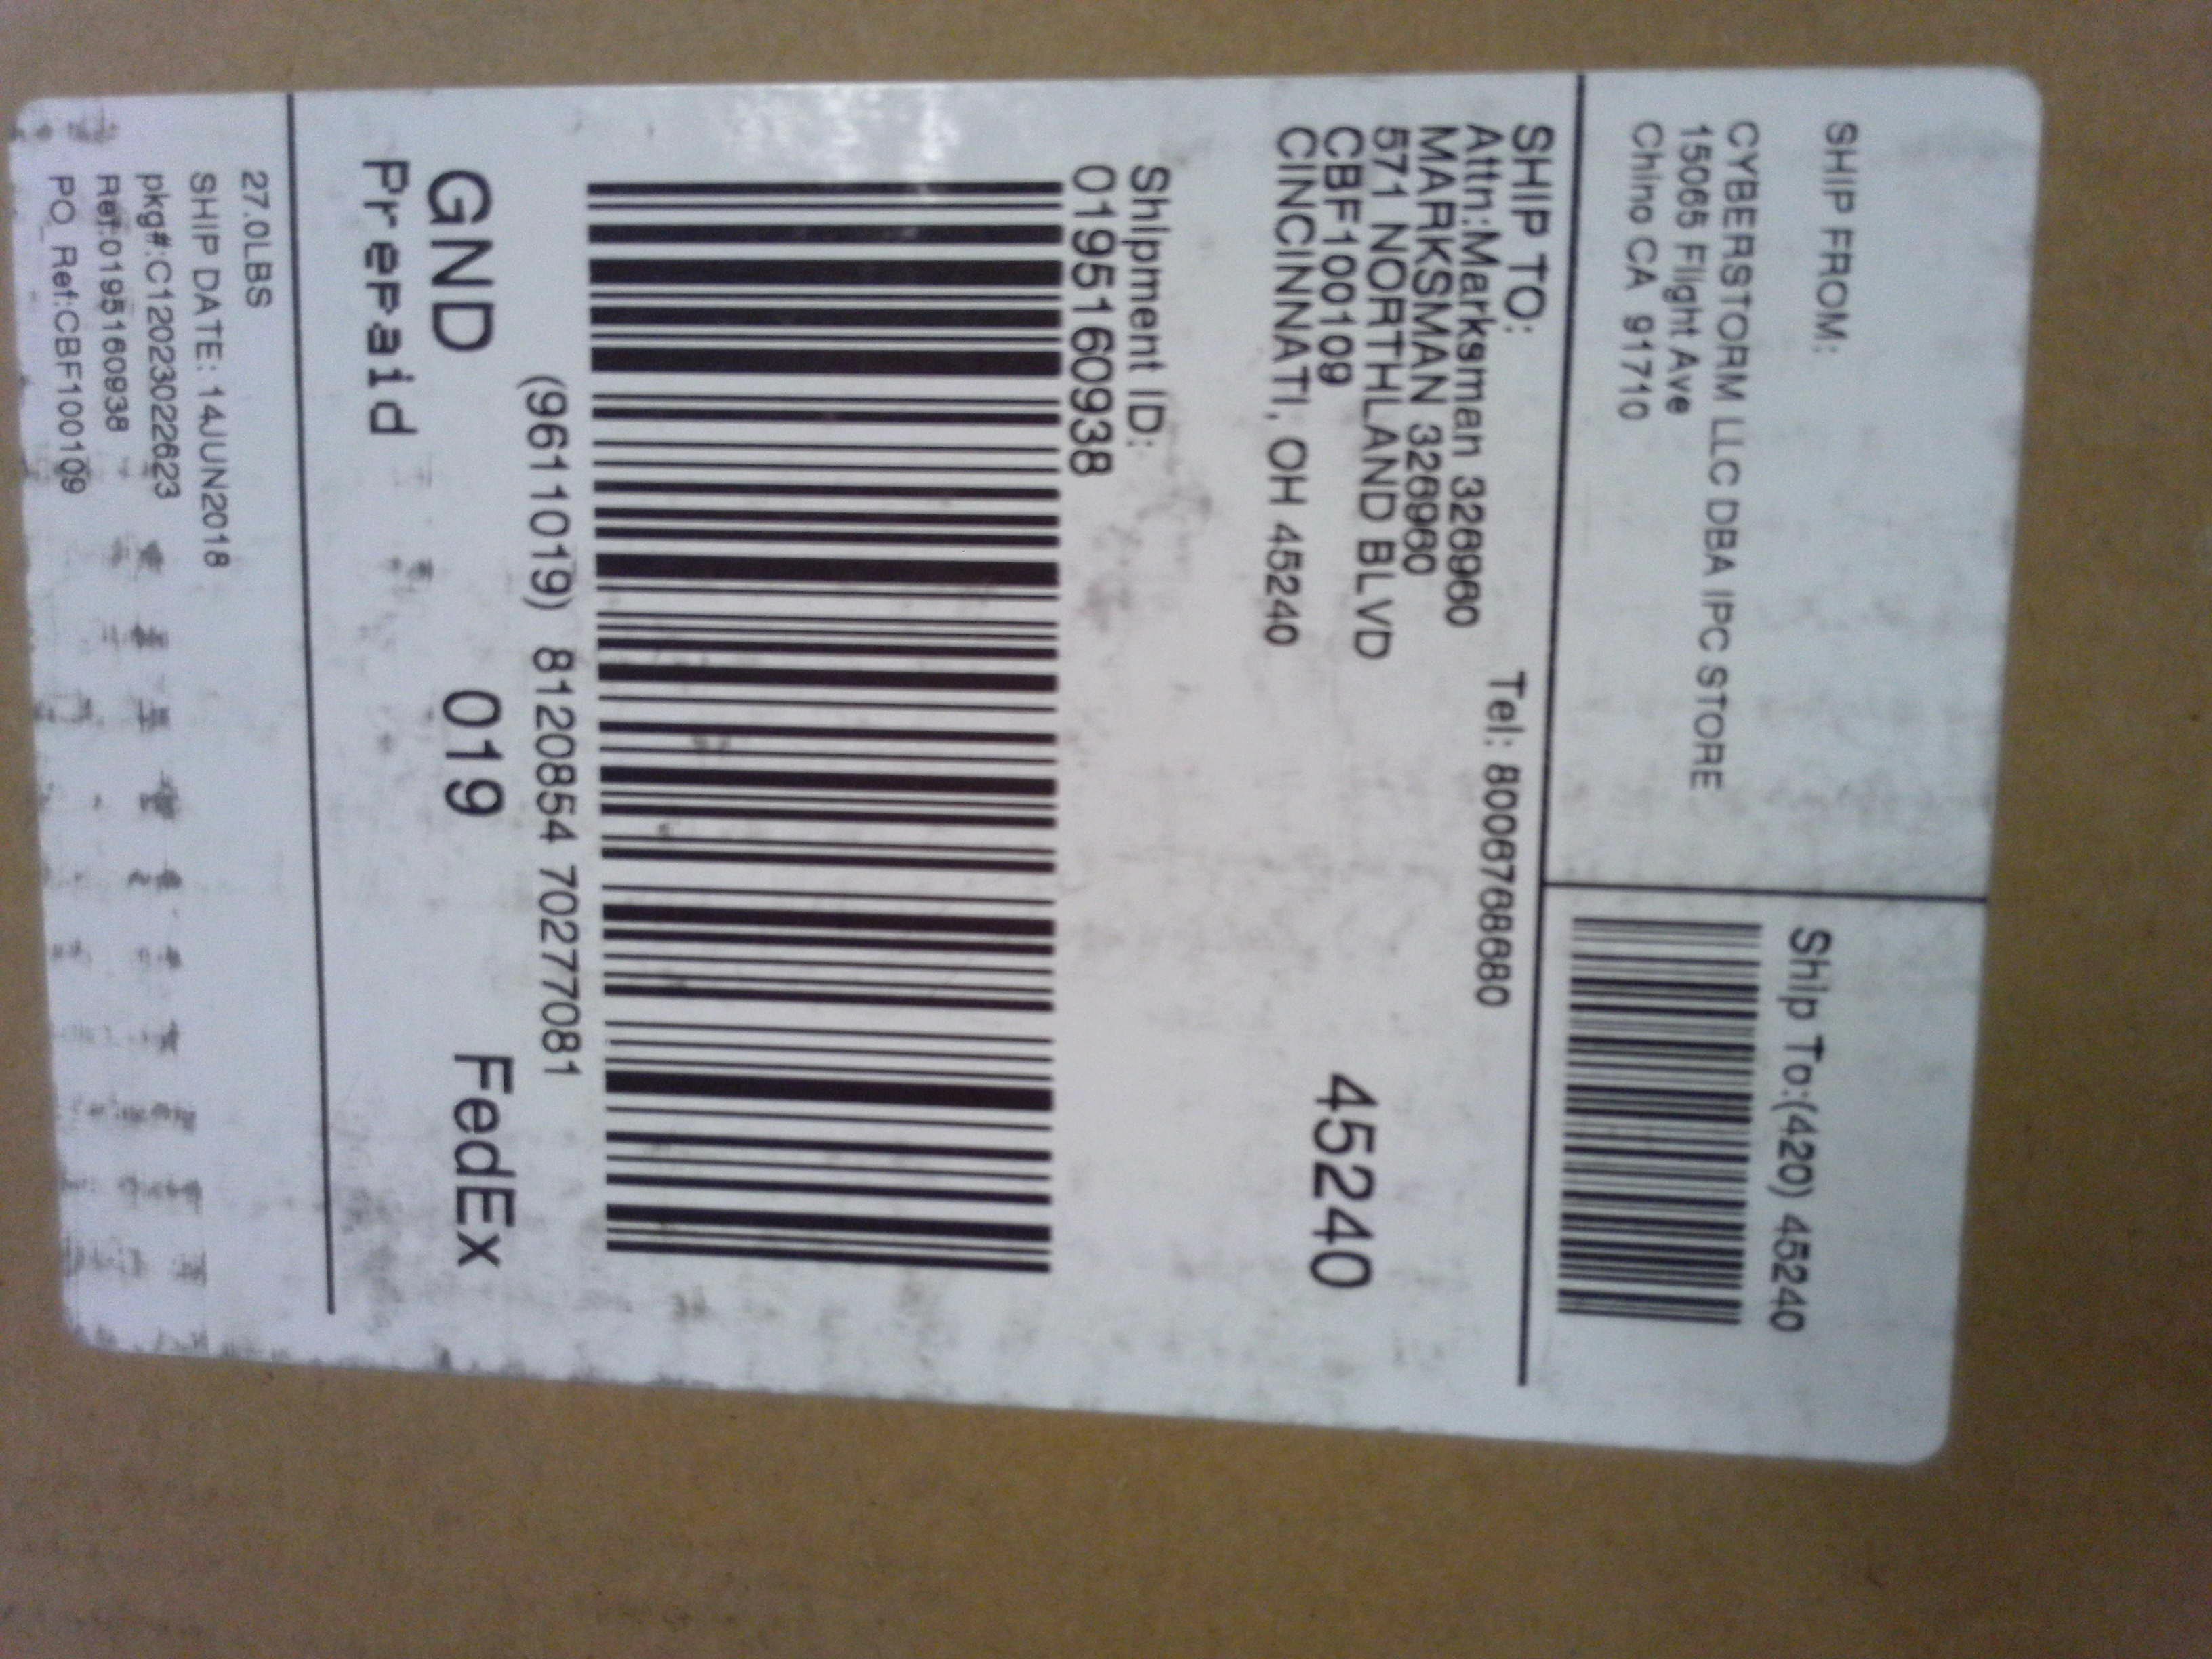 SHIP FROM:
CYBERSTORM LLC DBA IPC STORE
15065 Flight Ave
Chino CA 91710
Ship To:(420) 45240
SHIP TO:
Tel: 8006768680
Attn:Marksman 326960
MARKSMAN 326960
571 NORTHLAND BLVD
CBF100109
CINCINNATI, OH 45240
45240
Shipment ID:
0195160938
(9611019) 8120854 70277081
GND 019 FedEx
Prepaid
27.0LBS
SHIP DATE: 14JUN2018
pkg#:C12023022623
Ref:0195160938
PO_Ref:CBF100109